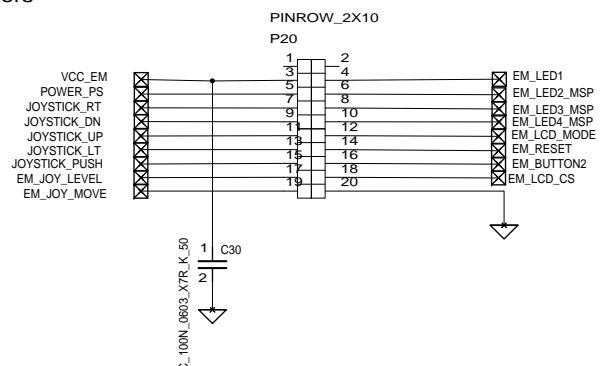 PINROW_2X10
P20
1 2
3 4
5 6
7 8
9 10
11 12
13 14
15 16
17 18
19 20
VCC_EM
POWER_PS
JOYSTICK_RT
JOYSTICK_DN
JOYSTICK_UP
JOYSTICK_LT
JOYSTICK_PUSH
EM_JOY_LEVEL
EM_JOY_MOVE
EM_LED1
EM_LED2_MSP
EM_LED3_MSP
EM_LED4_MSP
EM_LCD_MODE
EM_RESET
EM_BUTTON2
EM_LCD_CS
1 C30
2
_100N_0603_X7R_K_50